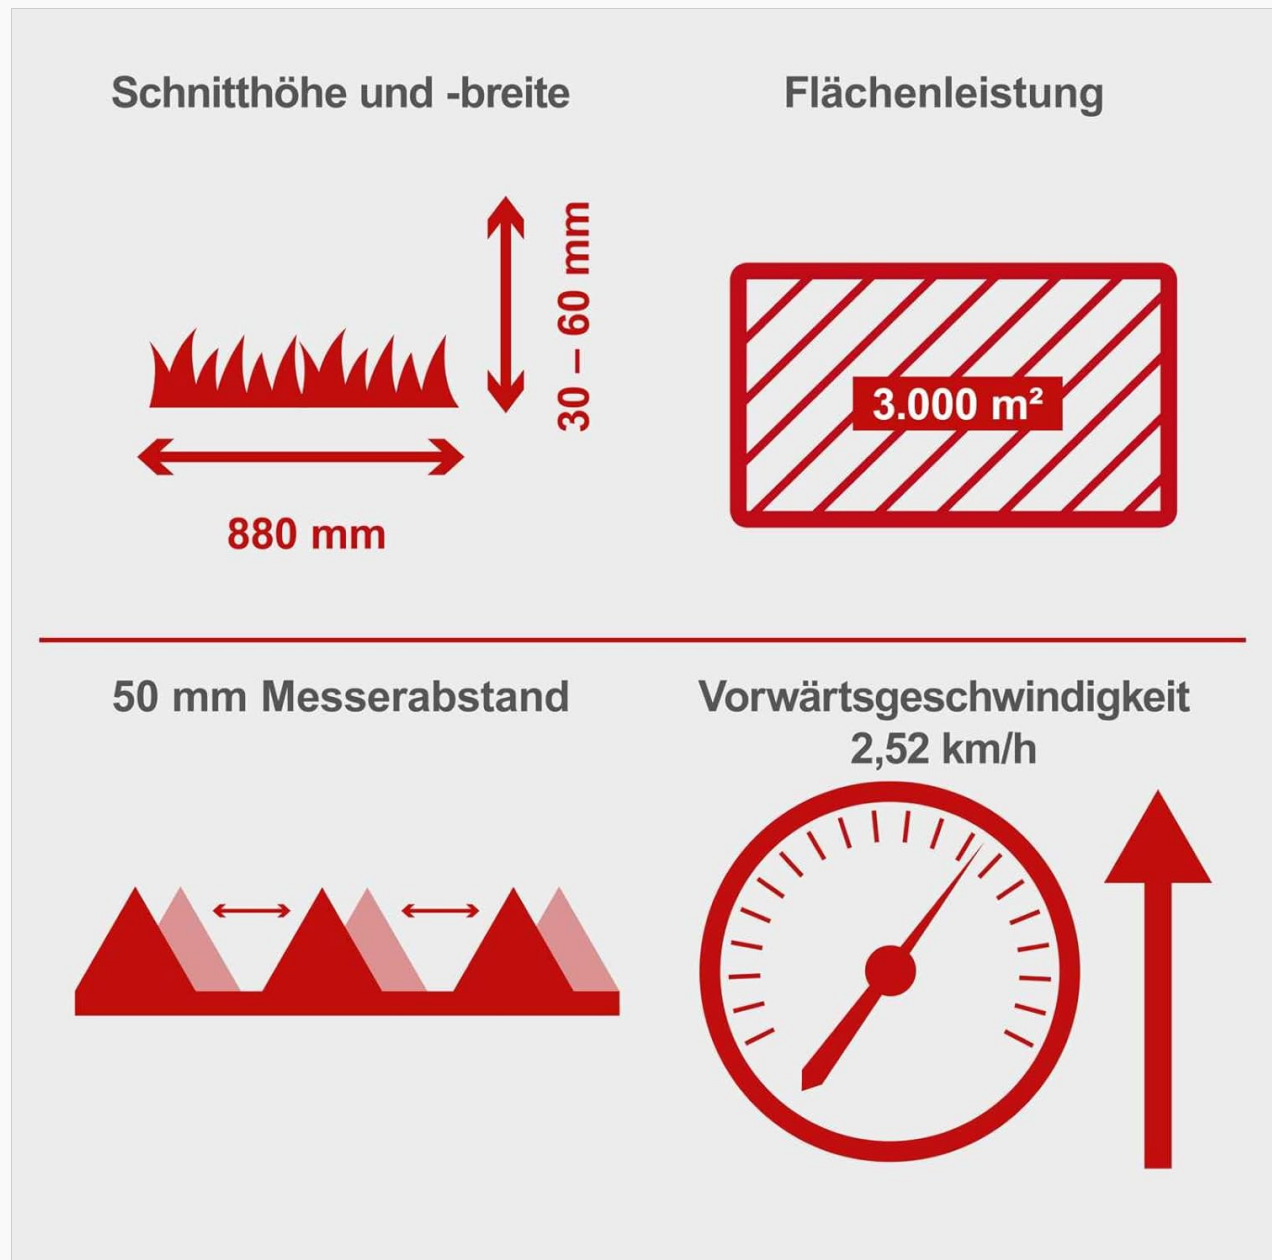 Schnitthöhe und -breite
30 – 60 mm
880 mm
Flächenleistung
3.000 m²
50 mm Messerabstand
Vorwärtsgeschwindigkeit
2,52 km/h